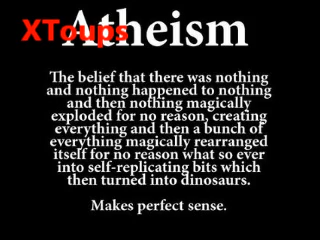 XToups
Atheism
The belief that there was nothing
and nothing happened to nothing
and then nothing magically
exploded for no reason, creating
everything and then a bunch of
everything magically rearranged
itself for no reason what so ever
into self-replicating bits which
then turned into dinosaurs.
Makes perfect sense.